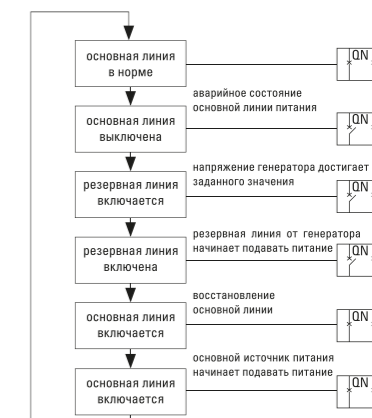 основная линия
в норме
QN
аварийное состояние
основной линии питания
основная линия
выключена
QN
напряжение генератора достигает
заданного значения
резервная линия
включается
QN
резервная линия от генератора
начинает подавать питание
резервная линия
включена
QN
восстановление
основной линии
основная линия
включается
QN
основной источник питания
начинает подавать питание
основная линия
включается
QN